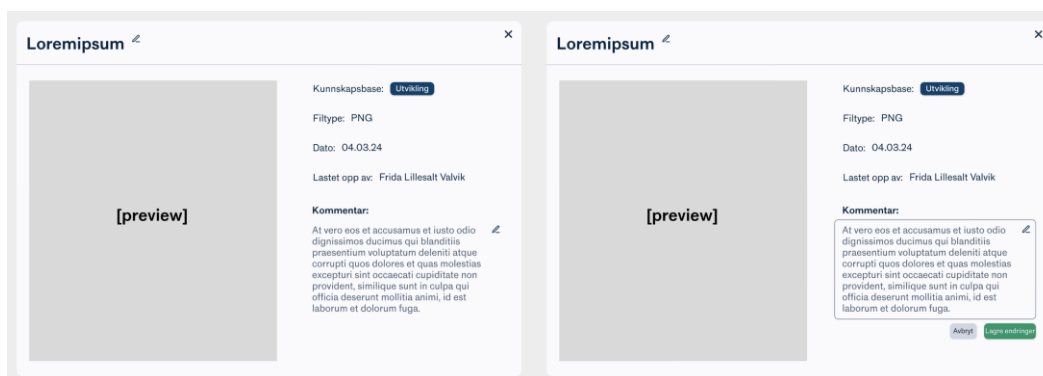 Loremipsum
Kunnskapsbase: Utvikling
Filtype: PNG
Dato: 04.03.24
Lastet opp av: Frida Lillesalt Valvik
[preview]
Kommentar:
At vero eos et accusamus et iusto odio
dignissimos ducimus qui blanditiis
praesentium voluptatum deleniti atque
corrupti quos dolores et quas molestias
excepturi sint occaecati cupiditate non
provident, similique sunt in culpa qui
officia deserunt mollitia animi, id est
laborum et dolorum fuga.
Loremipsum
Kunnskapsbase: Utvikling
Filtype: PNG
Dato: 04.03.24
Lastet opp av: Frida Lillesalt Valvik
[preview]
Kommentar:
At vero eos et accusamus et iusto odio
dignissimos ducimus qui blanditiis
praesentium voluptatum deleniti atque
corrupti quos dolores et quas molestias
excepturi sint occaecati cupiditate non
provident, similique sunt in culpa qui
officia deserunt mollitia animi, id est
laborum et dolorum fuga.
Avbryt Lagre endringer